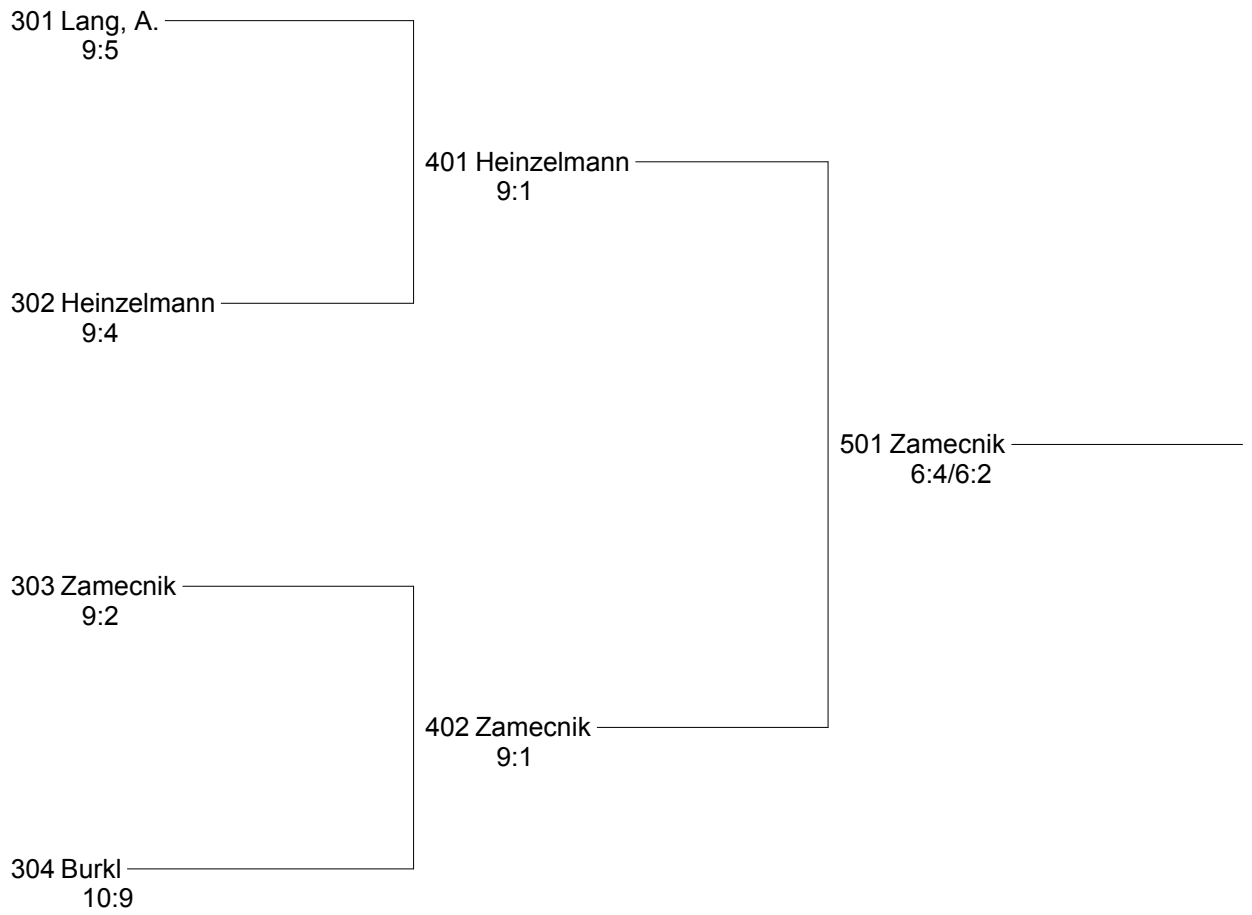 301 Lang, A.
9:5
401 Heinzelmann
9:1
302 Heinzelmann
9:4
501 Zamecnik
6:4/6:2
303 Zamecnik
9:2
402 Zamecnik
9:1
304 Burkl
10:9